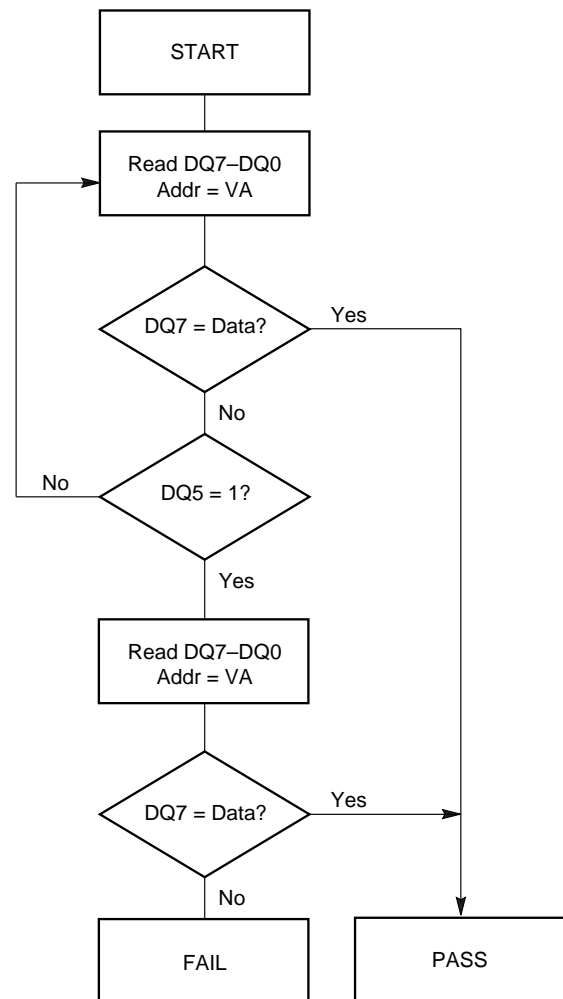 START
Read DQ7–DQ0
Addr = VA
DQ7 = Data?
Yes
No
DQ5 = 1?
No
Yes
Read DQ7–DQ0
Addr = VA
DQ7 = Data?
Yes
No
FAIL
PASS